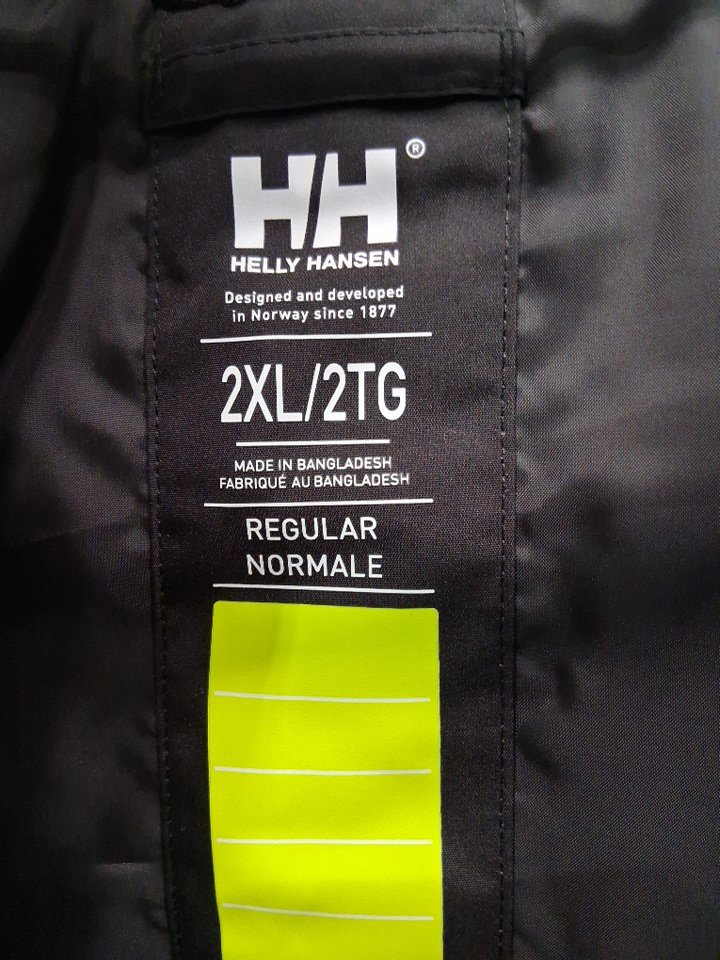 HH®
HELLY HANSEN
Designed and developed
in Norway since 1877
2XL/2TG
MADE IN BANGLADESH
FABRIQUÉ AU BANGLADESH
REGULAR
NORMALE